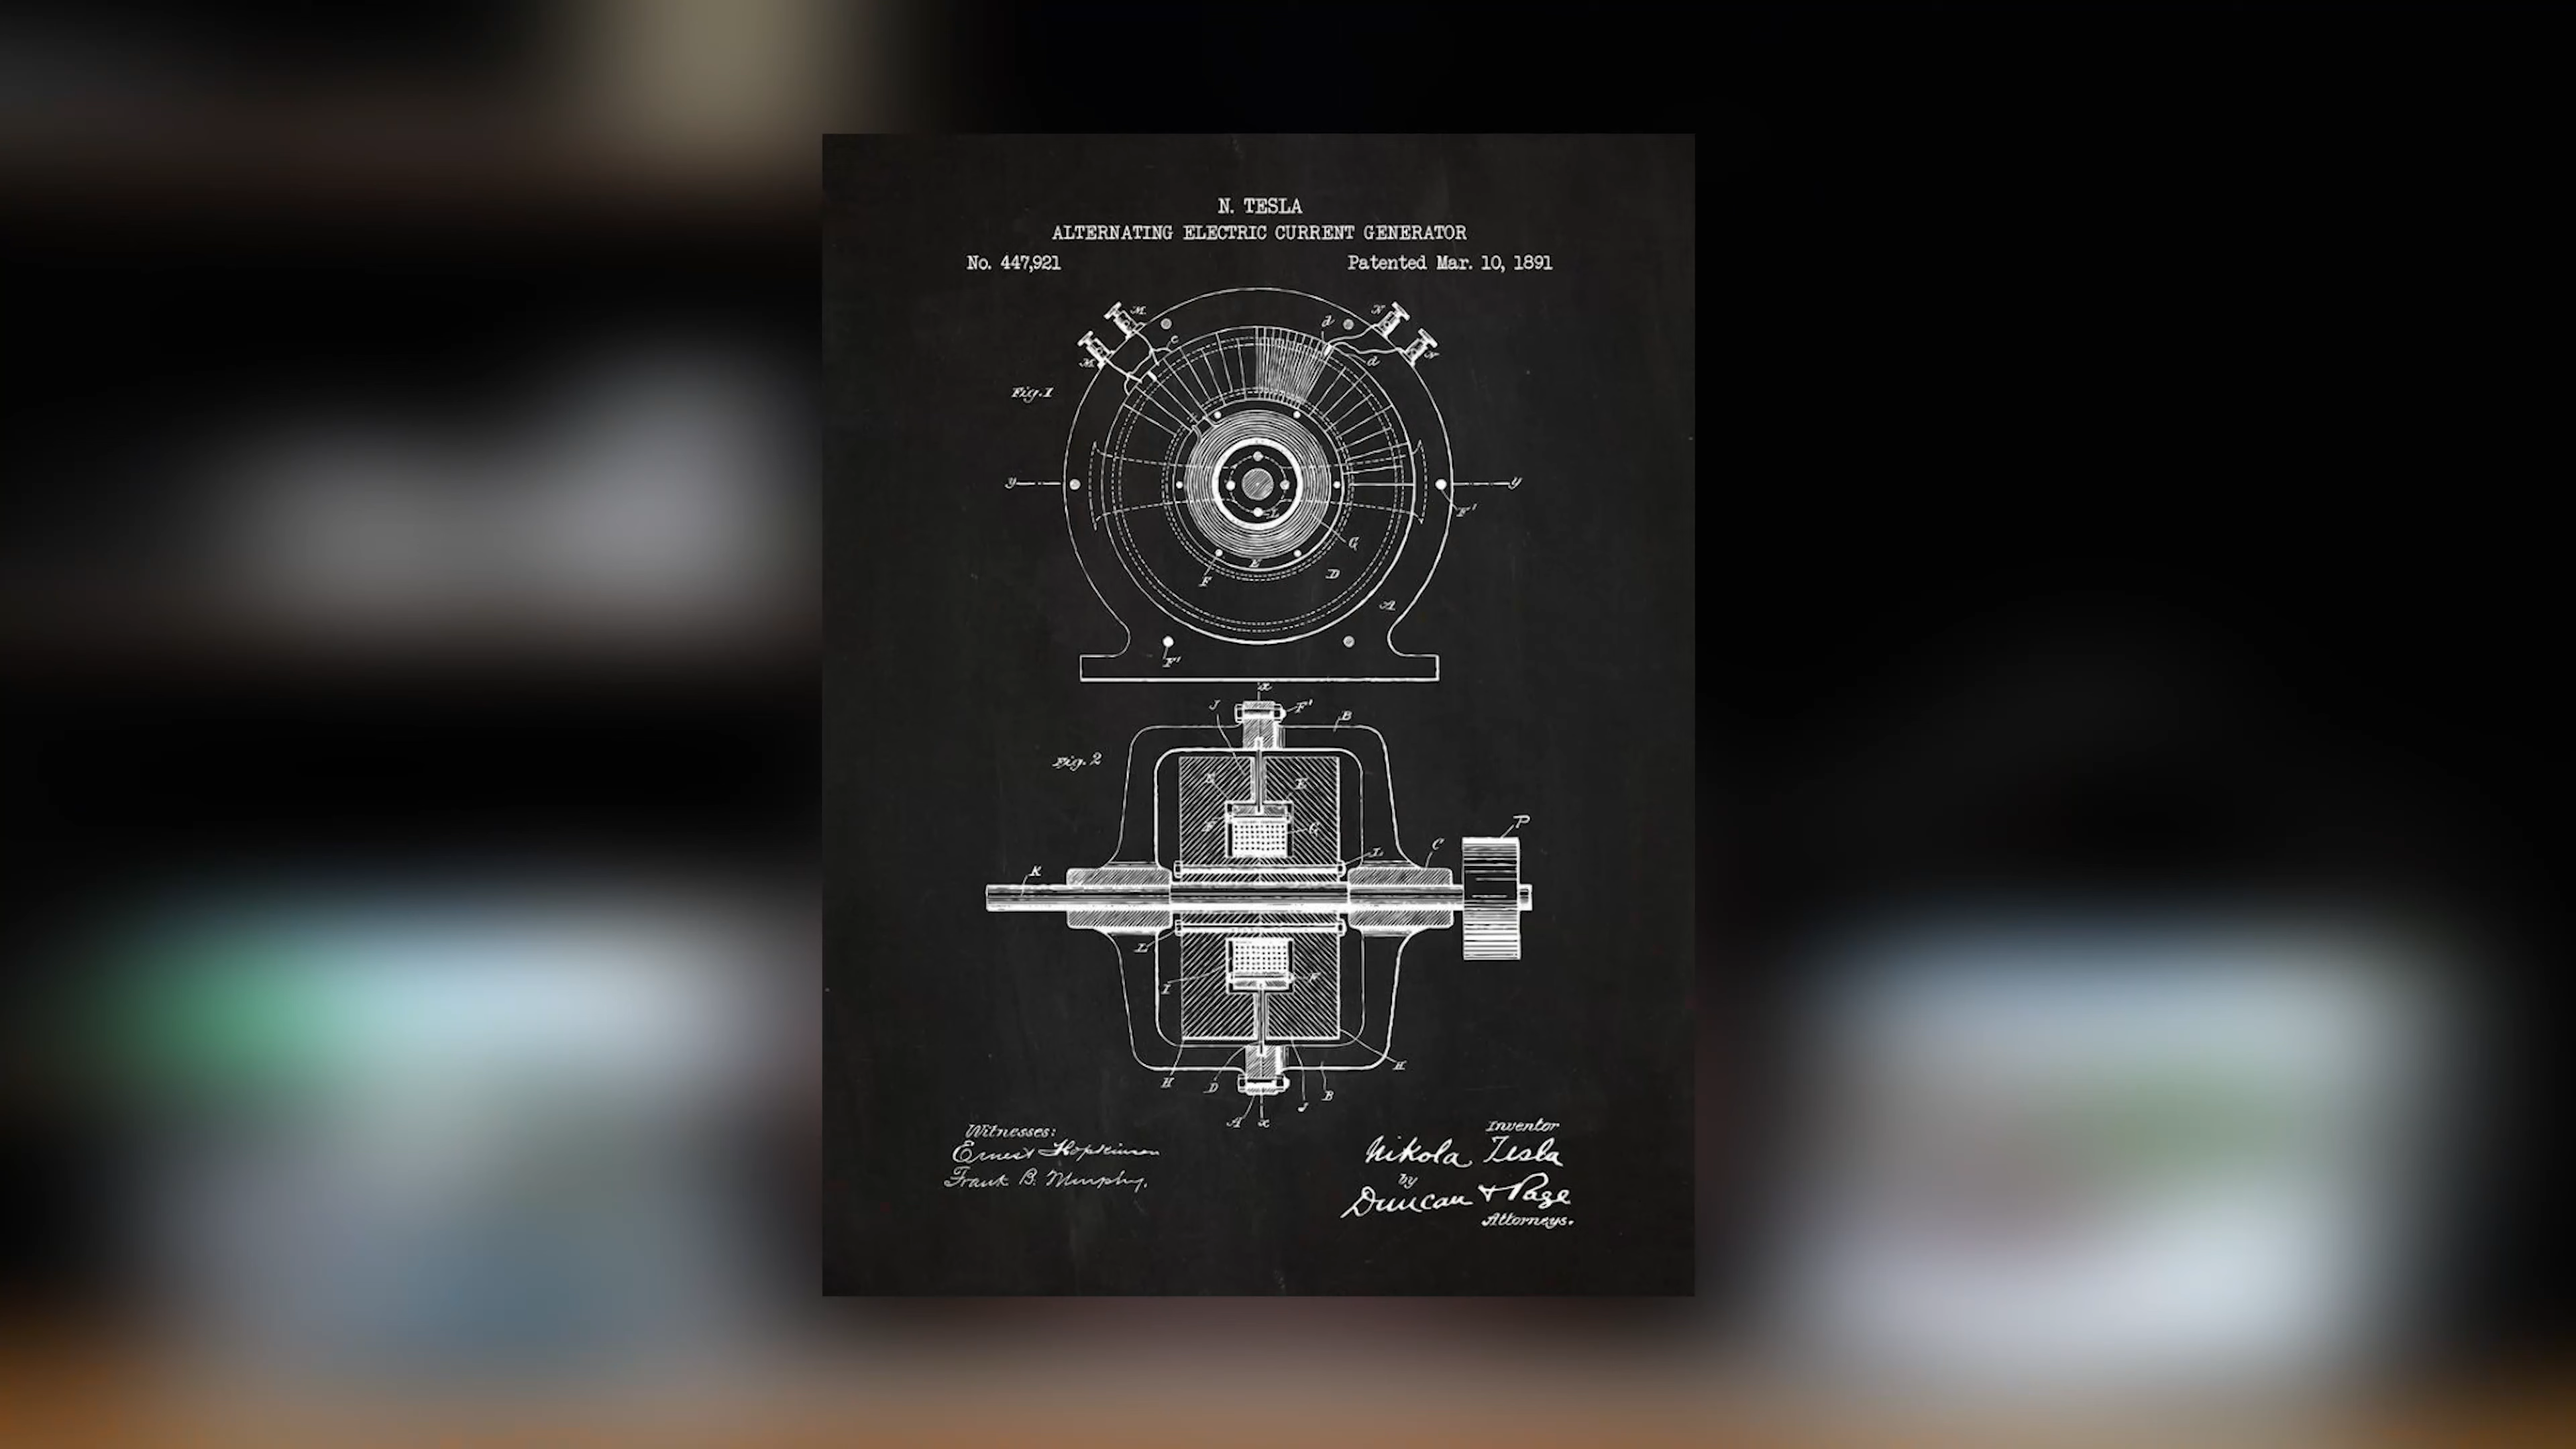 N. TESLA
ALTERNATING ELECTRIC CURRENT GENERATOR
No. 447,921
Patented Mar. 10, 1891
M
N
d
M
c
N
d
Fig. 1
y
y
F'
G
E
F
D
A
F'
x
J
F'
B
Fig. 2
E
E
F
G
P
C
L
K
L
I
F
H
H
D
B
J
A
x
Witnesses:
Ernest Hopkinson
Frank B. Murphy.
Inventor
Nikola Tesla
by
Duncan & Page
Attorneys.